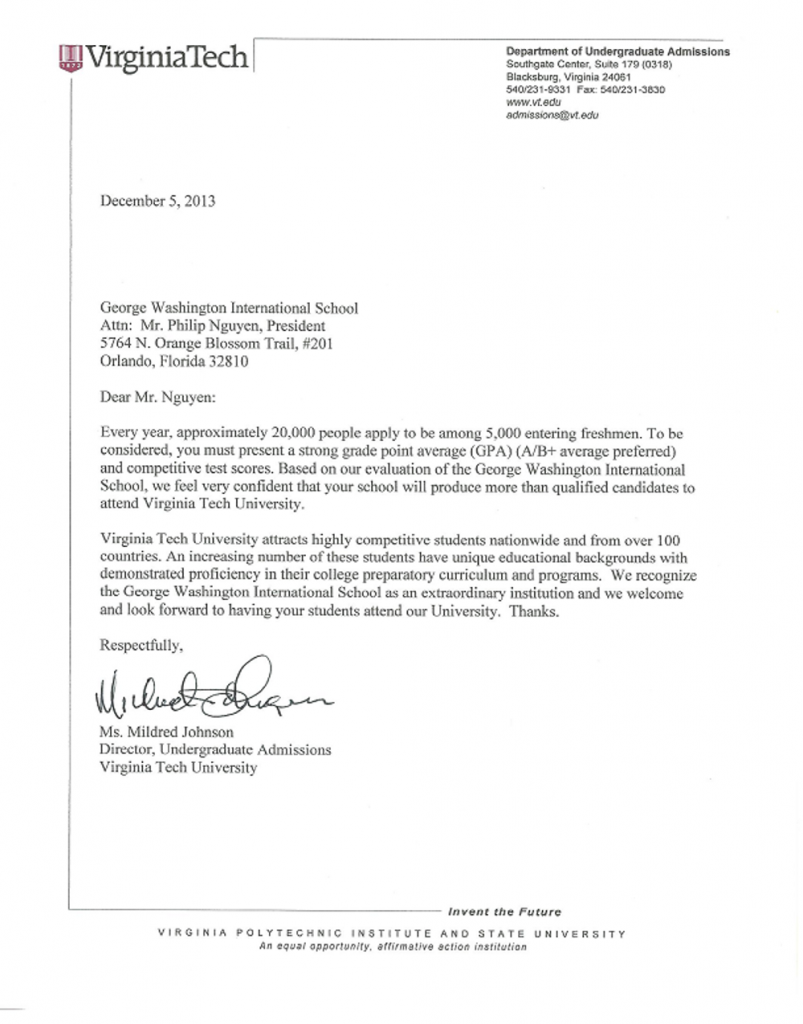 VirginiaTech
1872
Department of Undergraduate Admissions
Southgate Center, Suite 179 (0318)
Blacksburg, Virginia 24061
540/231-9331 Fax: 540/231-3830
www.vt.edu
admissions@vt.edu
December 5, 2013
George Washington International School
Attn: Mr. Philip Nguyen, President
5764 N. Orange Blossom Trail, #201
Orlando, Florida 32810
Dear Mr. Nguyen:
Every year, approximately 20,000 people apply to be among 5,000 entering freshmen. To be
considered, you must present a strong grade point average (GPA) (A/B+ average preferred)
and competitive test scores. Based on our evaluation of the George Washington International
School, we feel very confident that your school will produce more than qualified candidates to
attend Virginia Tech University.
Virginia Tech University attracts highly competitive students nationwide and from over 100
countries. An increasing number of these students have unique educational backgrounds with
demonstrated proficiency in their college preparatory curriculum and programs. We recognize
the George Washington International School as an extraordinary institution and we welcome
and look forward to having your students attend our University. Thanks.
Respectfully,
Ms. Mildred Johnson
Director, Undergraduate Admissions
Virginia Tech University
Invent the Future
VIRGINIA POLYTECHNIC INSTITUTE AND STATE UNIVERSITY
An equal opportunity, affirmative action institution